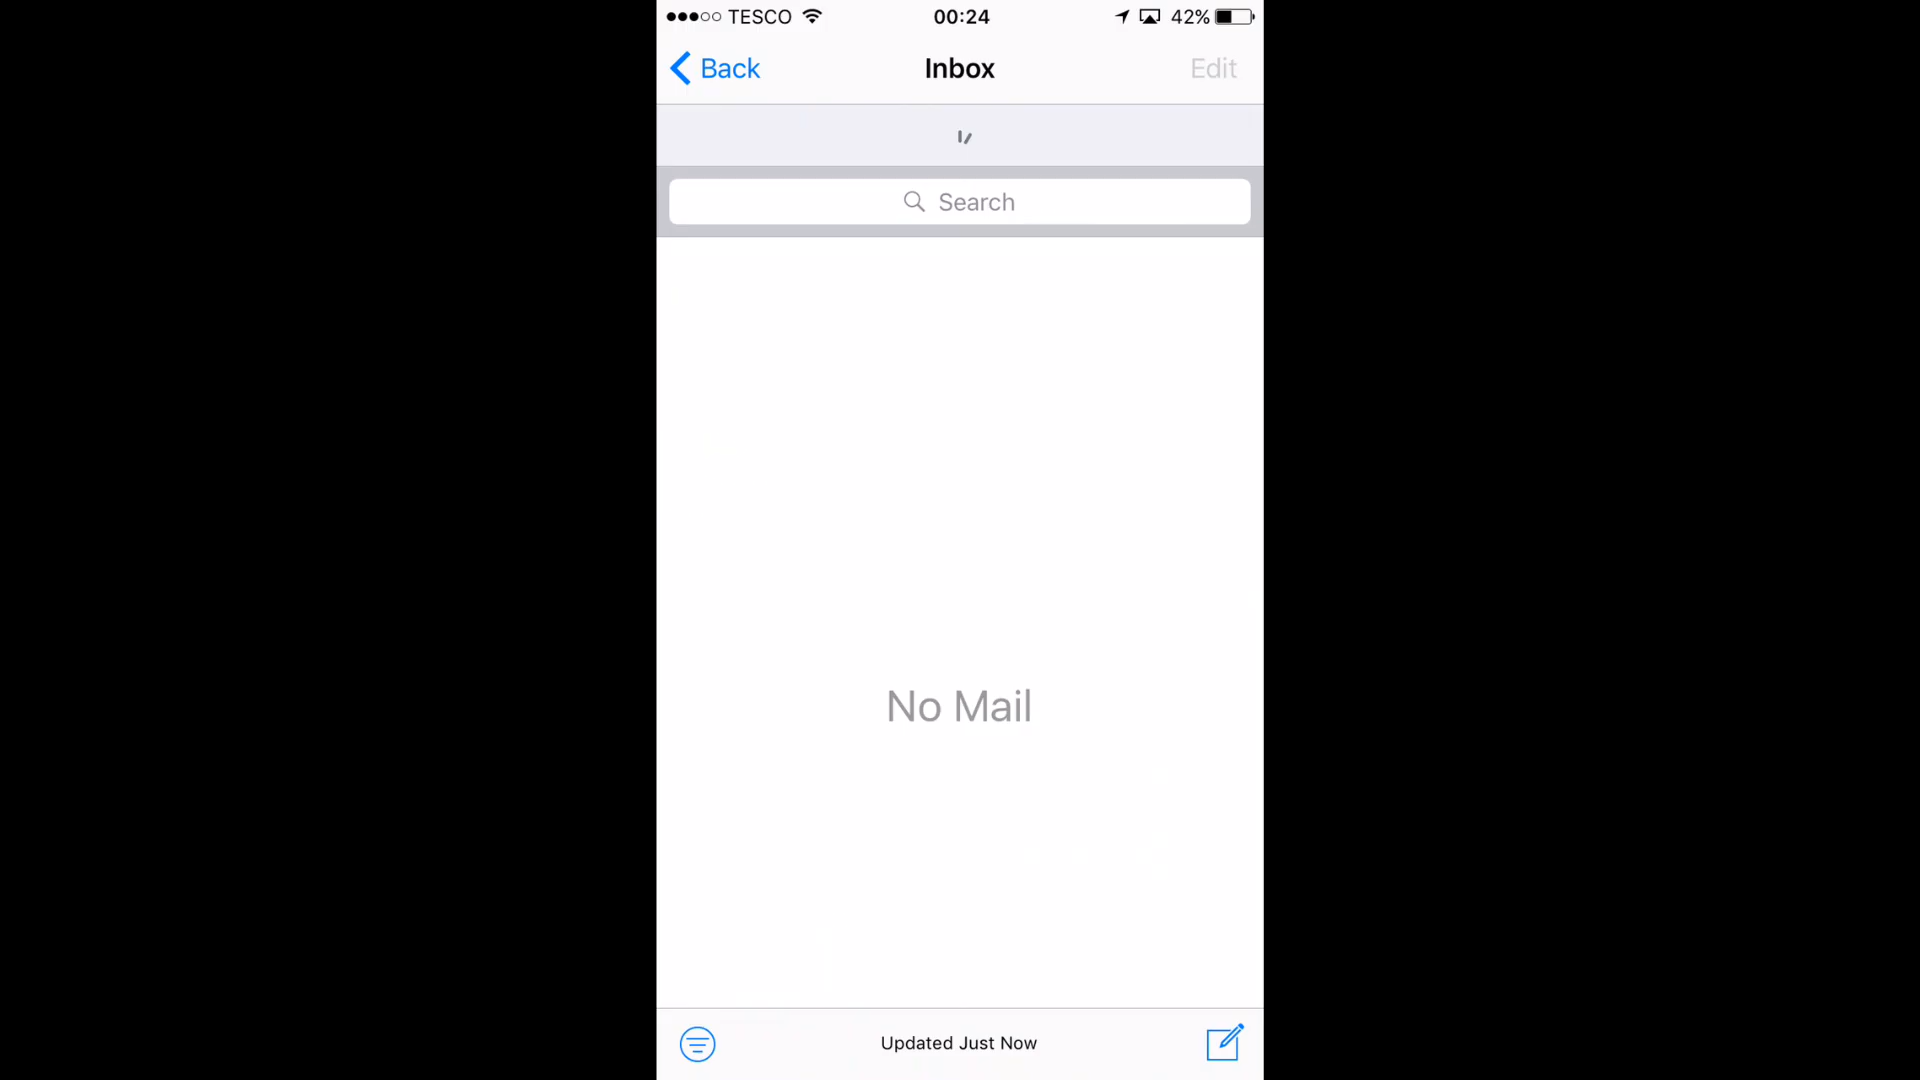 TESCO 00:24 42%
Back Inbox Edit
Search
No Mail
Updated Just Now